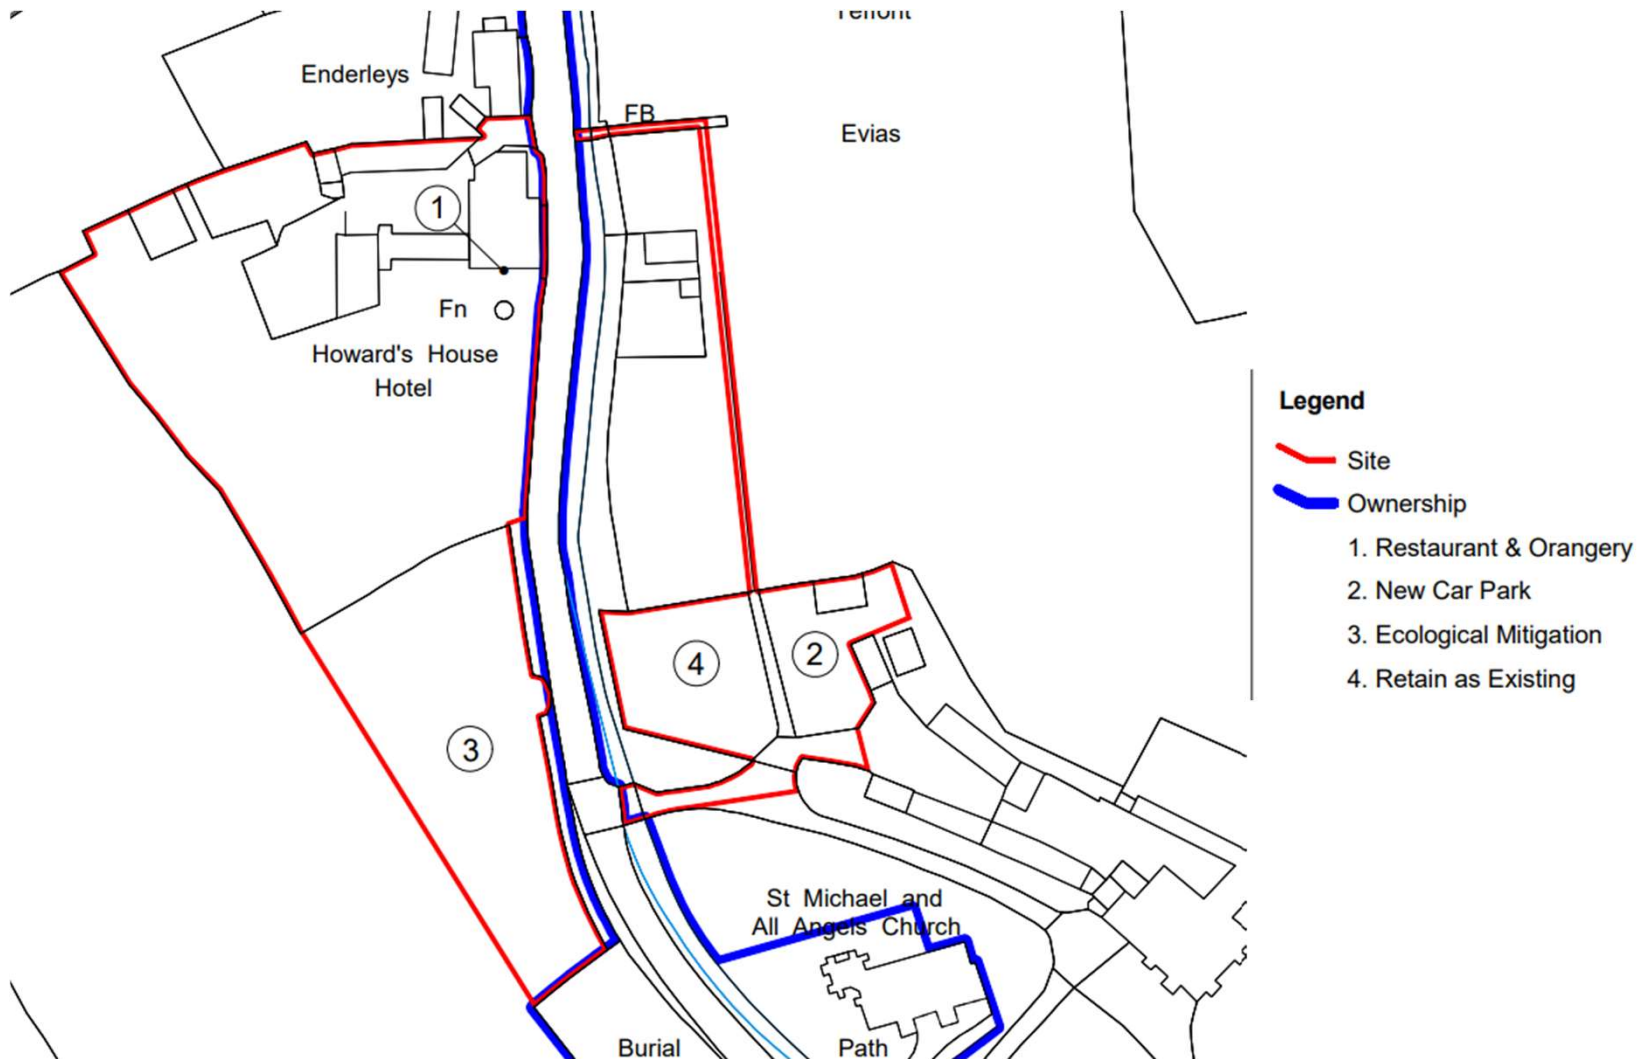 Enderleys
FB
Evias
1
Fn
Howard's House
Hotel
4
2
3
St Michael and
All Angels Church
Burial
Path
Legend
Site
Ownership
1. Restaurant & Orangery
2. New Car Park
3. Ecological Mitigation
4. Retain as Existing